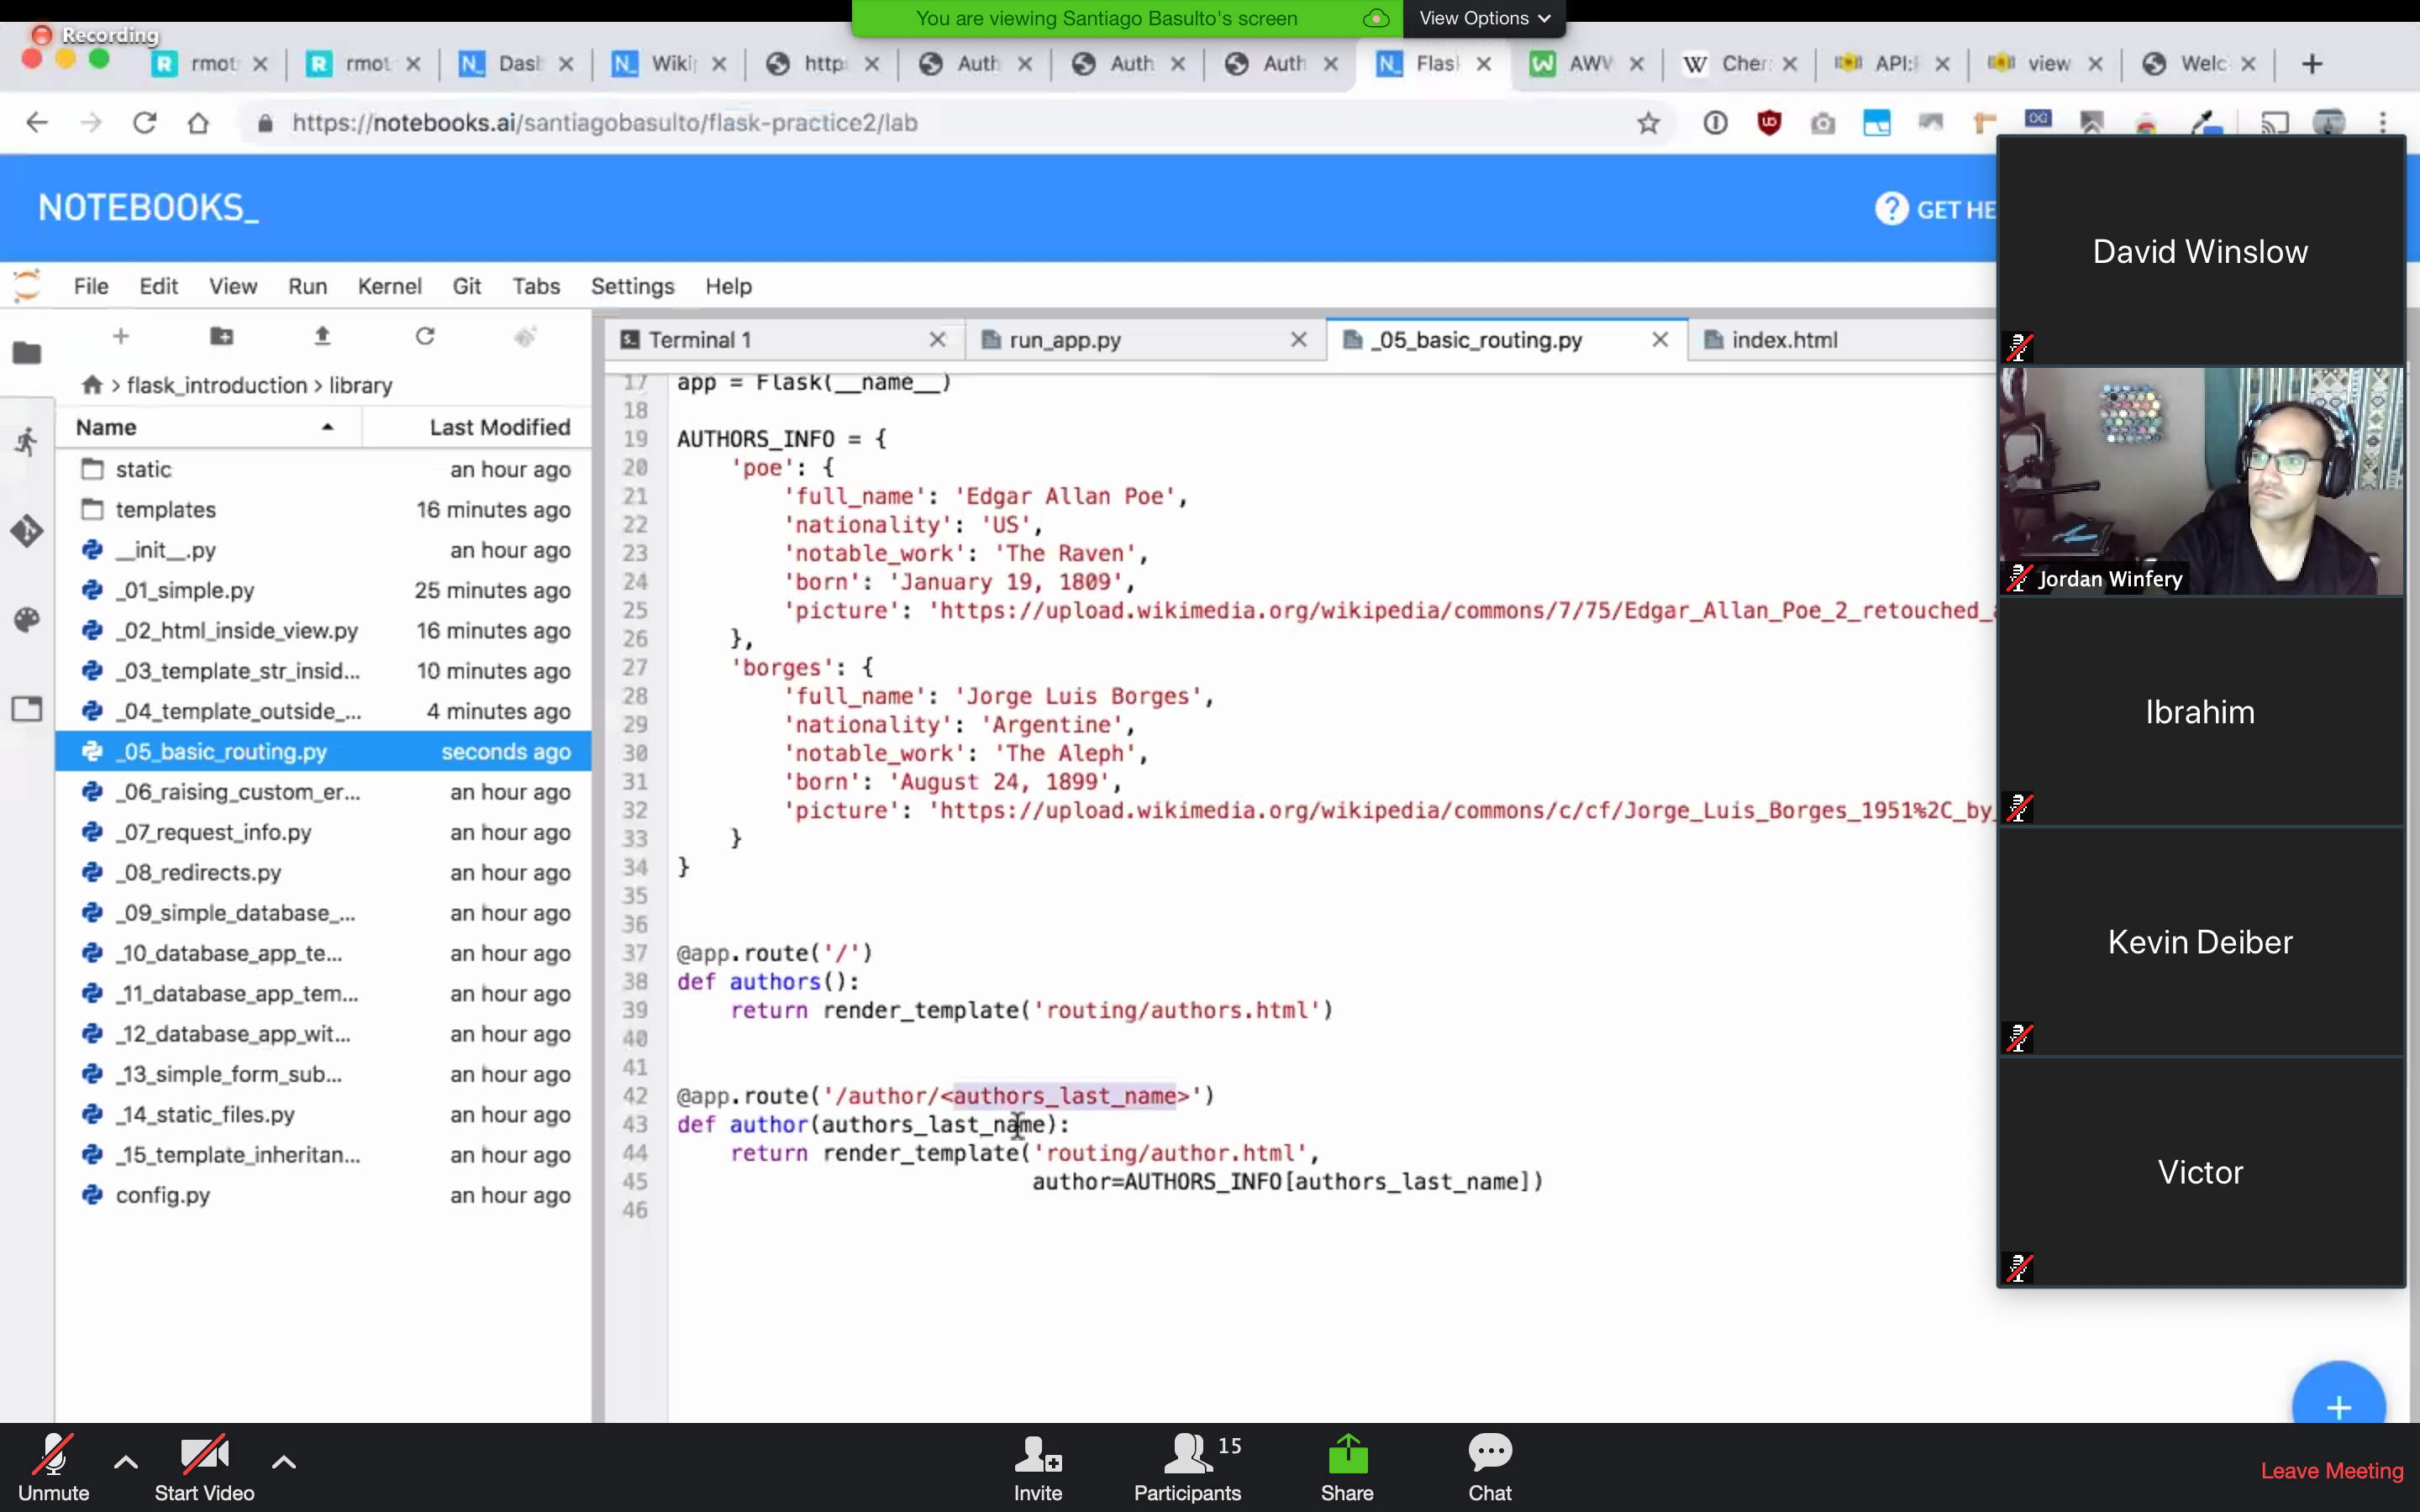 You are viewing Santiago Basulto's screen
View Options
Recording
rmot
rmot
Dasl
Wiki
http
Auth
Auth
Auth
Flas
AWV
Cher
API:
view
Welc
https://notebooks.ai/santiagobasulto/flask-practice2/lab
NOTEBOOKS_
GET HE
File Edit View Run Kernel Git Tabs Settings Help
Terminal 1
run_app.py
_05_basic_routing.py
index.html
> flask_introduction > library
Name Last Modified
static an hour ago
templates 16 minutes ago
__init__.py an hour ago
_01_simple.py 25 minutes ago
_02_html_inside_view.py 16 minutes ago
_03_template_str_insid... 10 minutes ago
_04_template_outside_... 4 minutes ago
_05_basic_routing.py seconds ago
_06_raising_custom_er... an hour ago
_07_request_info.py an hour ago
_08_redirects.py an hour ago
_09_simple_database_... an hour ago
_10_database_app_te... an hour ago
_11_database_app_tem... an hour ago
_12_database_app_wit... an hour ago
_13_simple_form_sub... an hour ago
_14_static_files.py an hour ago
_15_template_inheritan... an hour ago
config.py an hour ago
17 app = Flask(__name__)
18
19 AUTHORS_INFO = {
20 'poe': {
21 'full_name': 'Edgar Allan Poe',
22 'nationality': 'US',
23 'notable_work': 'The Raven',
24 'born': 'January 19, 1809',
25 'picture': 'https://upload.wikimedia.org/wikipedia/commons/7/75/Edgar_Allan_Poe_2_retouched_
26 },
27 'borges': {
28 'full_name': 'Jorge Luis Borges',
29 'nationality': 'Argentine',
30 'notable_work': 'The Aleph',
31 'born': 'August 24, 1899',
32 'picture': 'https://upload.wikimedia.org/wikipedia/commons/c/cf/Jorge_Luis_Borges_1951%2C_by_
33 }
34 }
35
36
37 @app.route('/')
38 def authors():
39 return render_template('routing/authors.html')
40
41
42 @app.route('/author/<authors_last_name>')
43 def author(authors_last_name):
44 return render_template('routing/author.html',
45 author=AUTHORS_INFO[authors_last_name])
46
David Winslow
Jordan Winfery
Ibrahim
Kevin Deiber
Victor
Unmute
Start Video
Invite
Participants 15
Share
Chat
Leave Meeting